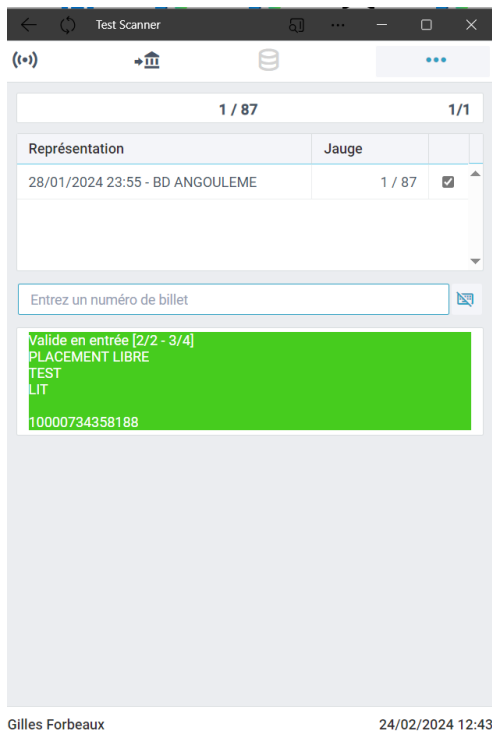 Test Scanner
1 / 87 1/1
Représentation Jauge
28/01/2024 23:55 - BD ANGOULEME 1 / 87
Entrez un numéro de billet
Valide en entrée [2/2 - 3/4]
PLACEMENT LIBRE
TEST
LIT
10000734358188
Gilles Forbeaux 24/02/2024 12:43